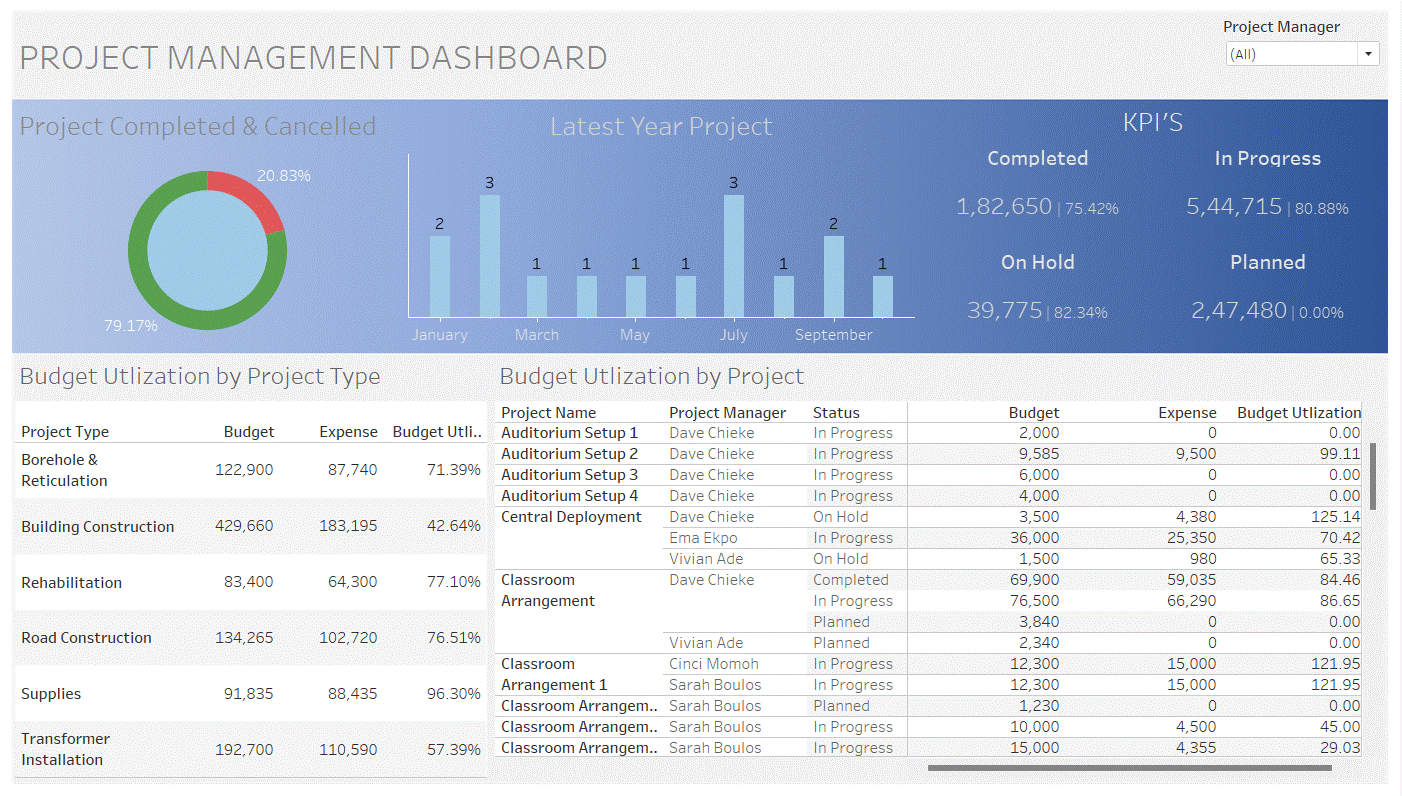 Project Manager
(All)
PROJECT MANAGEMENT DASHBOARD
Project Completed & Cancelled
20.83%
79.17%
Latest Year Project
2
3
1
1
1
1
3
1
2
1
January March May July September
KPI'S
Completed In Progress
1,82,650 | 75.42% 5,44,715 | 80.88%
On Hold Planned
39,775 | 82.34% 2,47,480 | 0.00%
Budget Utlization by Project Type
Project Type Budget Expense Budget Utli..
Borehole &
Reticulation 122,900 87,740 71.39%
Building Construction 429,660 183,195 42.64%
Rehabilitation 83,400 64,300 77.10%
Road Construction 134,265 102,720 76.51%
Supplies 91,835 88,435 96.30%
Transformer
Installation 192,700 110,590 57.39%
Budget Utlization by Project
Project Name Project Manager Status Budget Expense Budget Utlization
Auditorium Setup 1 Dave Chieke In Progress 2,000 0 0.00
Auditorium Setup 2 Dave Chieke In Progress 9,585 9,500 99.11
Auditorium Setup 3 Dave Chieke In Progress 6,000 0 0.00
Auditorium Setup 4 Dave Chieke In Progress 4,000 0 0.00
Central Deployment Dave Chieke On Hold 3,500 4,380 125.14
Ema Ekpo In Progress 36,000 25,350 70.42
Vivian Ade On Hold 1,500 980 65.33
Classroom Dave Chieke Completed 69,900 59,035 84.46
Arrangement In Progress 76,500 66,290 86.65
Planned 3,840 0 0.00
Vivian Ade Planned 2,340 0 0.00
Classroom Cinci Momoh In Progress 12,300 15,000 121.95
Arrangement 1 Sarah Boulos In Progress 12,300 15,000 121.95
Classroom Arrangem.. Sarah Boulos Planned 1,230 0 0.00
Classroom Arrangem.. Sarah Boulos In Progress 10,000 4,500 45.00
Classroom Arrangem.. Sarah Boulos In Progress 15,000 4,355 29.03